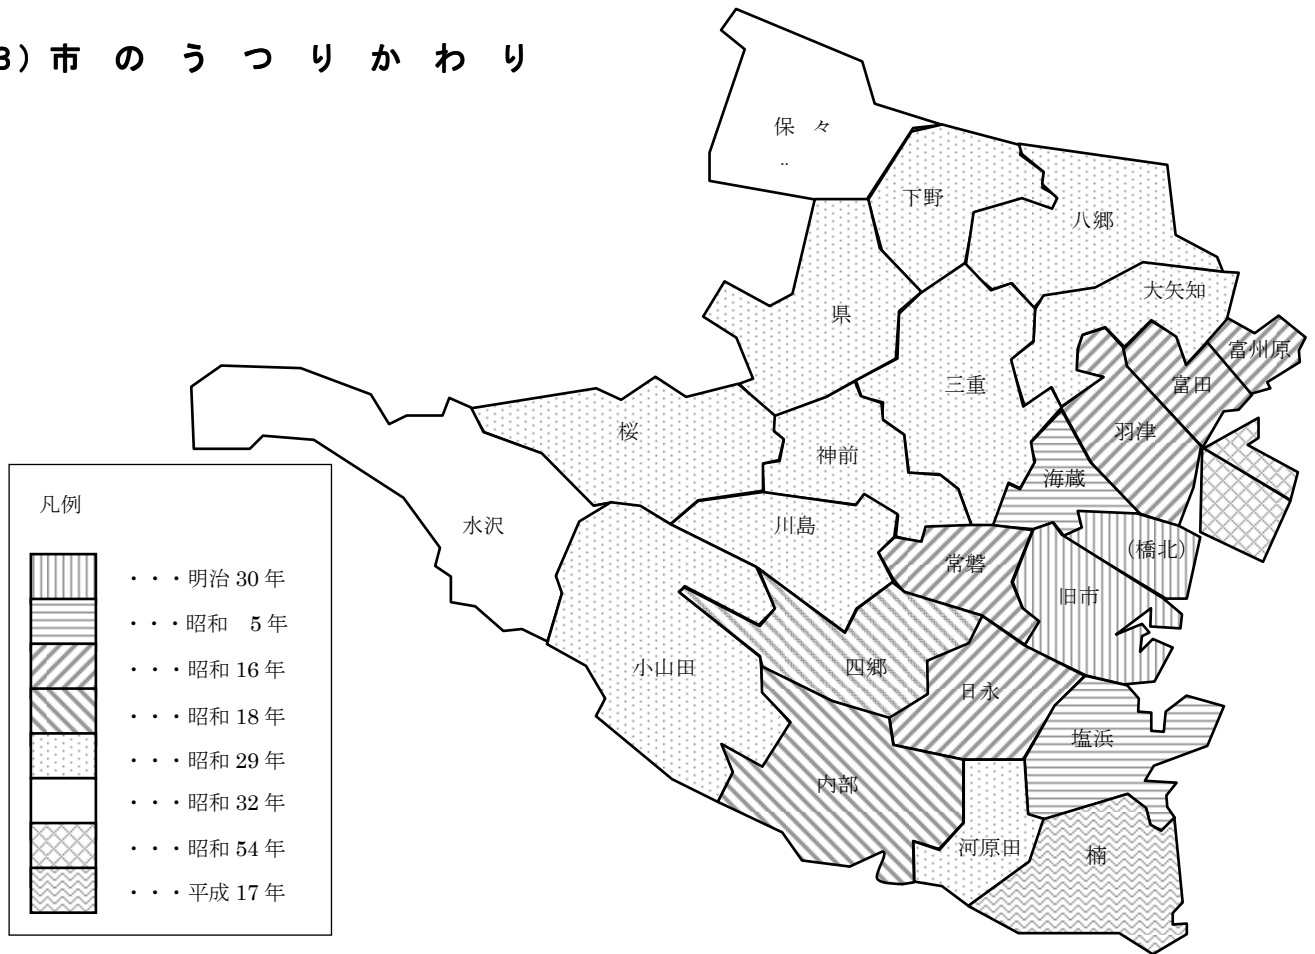 3) 市のうつりかわり
保々
‥
下野
八郷
大矢知
県
富州原
富田
三重
桜
羽津
神前
海蔵
水沢
川島
(橋北)
常磐
旧市
四郷
小山田
日永
塩浜
内部
河原田
楠
凡例
・・・明治 30 年
・・・昭和 5 年
・・・昭和 16 年
・・・昭和 18 年
・・・昭和 29 年
・・・昭和 32 年
・・・昭和 54 年
・・・平成 17 年